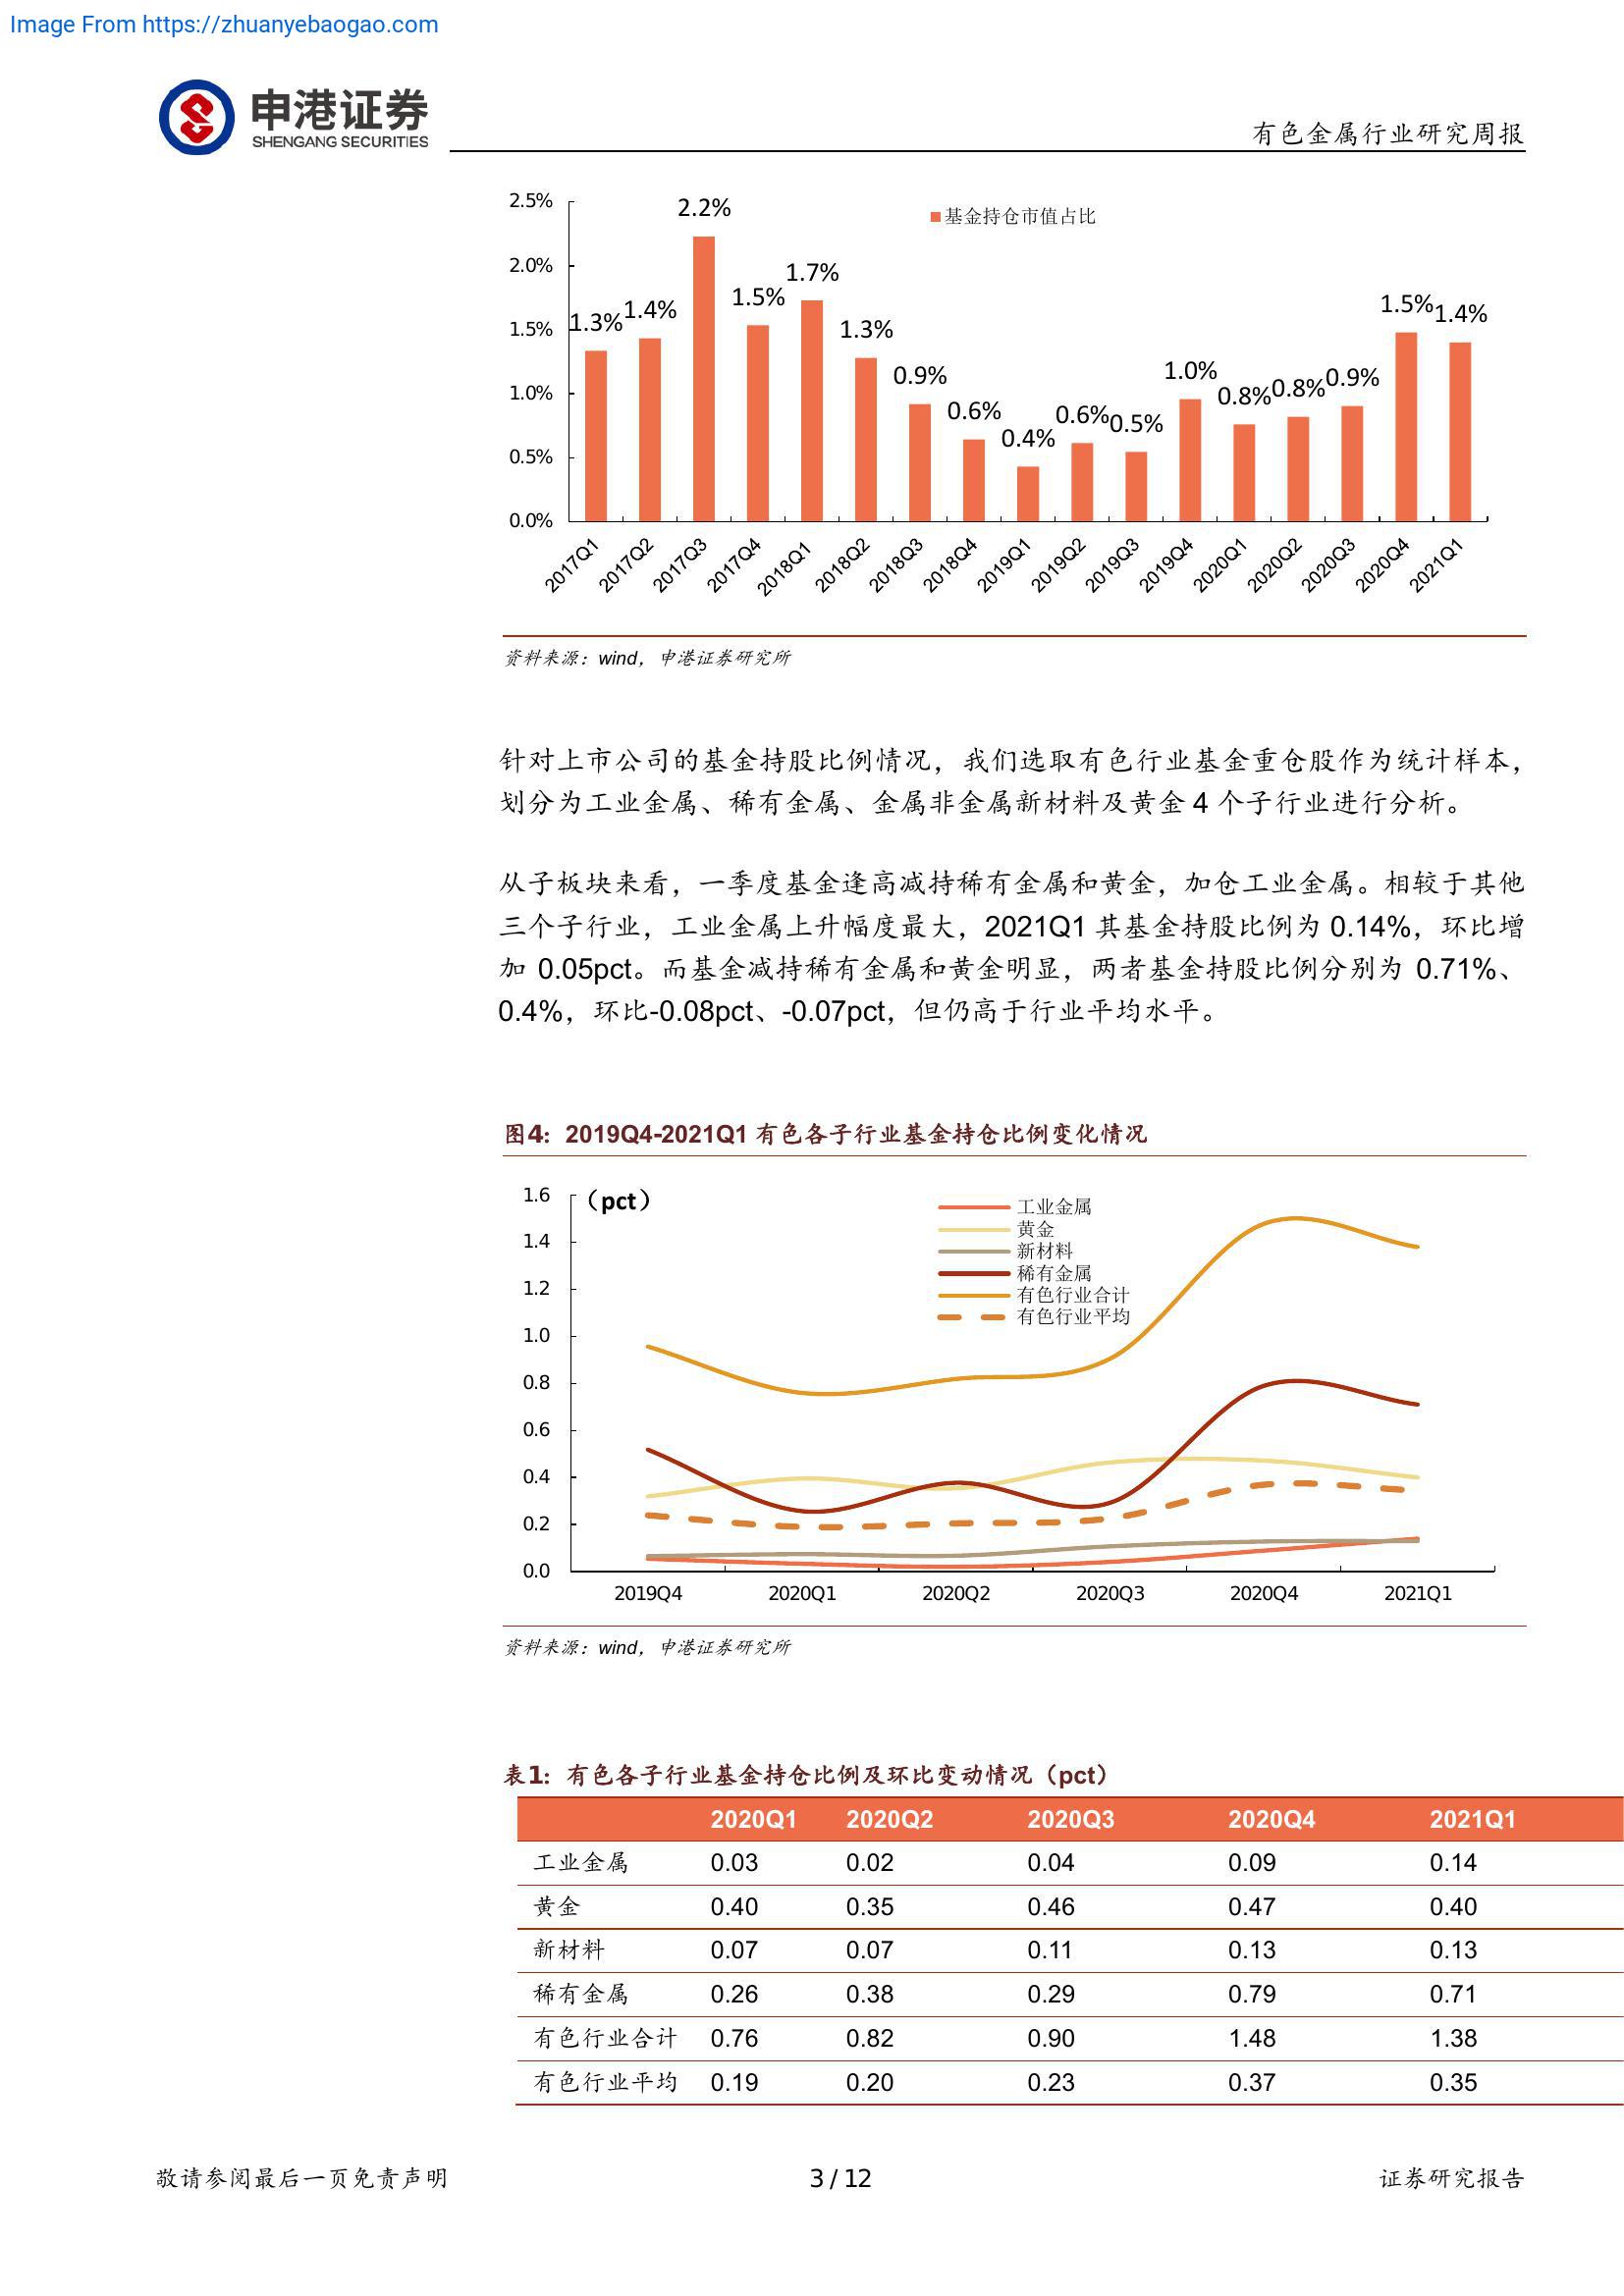 Image From https://zhuanyebaogao.com
申港证券
SHENGANG SECURITIES
有色金属行业研究周报
2.5%
2.0%
1.5%
1.0%
0.5%
0.0%
基金持仓市值占比
1.3% 1.4% 2.2% 1.5% 1.7% 1.3% 0.9% 0.6% 0.4% 0.6% 0.5% 1.0% 0.8% 0.8% 0.9% 1.5% 1.4%
2017Q1 2017Q2 2017Q3 2017Q4 2018Q1 2018Q2 2018Q3 2018Q4 2019Q1 2019Q2 2019Q3 2019Q4 2020Q1 2020Q2 2020Q3 2020Q4 2021Q1
资料来源：wind，申港证券研究所
针对上市公司的基金持股比例情况，我们选取有色行业基金重仓股作为统计样本，
划分为工业金属、稀有金属、金属非金属新材料及黄金 4 个子行业进行分析。
从子板块来看，一季度基金逢高减持稀有金属和黄金，加仓工业金属。相较于其他
三个子行业，工业金属上升幅度最大，2021Q1 其基金持股比例为 0.14%，环比增
加 0.05pct。而基金减持稀有金属和黄金明显，两者基金持股比例分别为 0.71%、
0.4%，环比-0.08pct、-0.07pct，但仍高于行业平均水平。
图4：2019Q4-2021Q1 有色各子行业基金持仓比例变化情况
（pct）
1.6
1.4
1.2
1.0
0.8
0.6
0.4
0.2
0.0
工业金属
黄金
新材料
稀有金属
有色行业合计
有色行业平均
2019Q4 2020Q1 2020Q2 2020Q3 2020Q4 2021Q1
资料来源：wind，申港证券研究所
表1：有色各子行业基金持仓比例及环比变动情况（pct）
2020Q1 2020Q2 2020Q3 2020Q4 2021Q1
工业金属 0.03 0.02 0.04 0.09 0.14
黄金 0.40 0.35 0.46 0.47 0.40
新材料 0.07 0.07 0.11 0.13 0.13
稀有金属 0.26 0.38 0.29 0.79 0.71
有色行业合计 0.76 0.82 0.90 1.48 1.38
有色行业平均 0.19 0.20 0.23 0.37 0.35
敬请参阅最后一页免责声明
3 / 12
证券研究报告